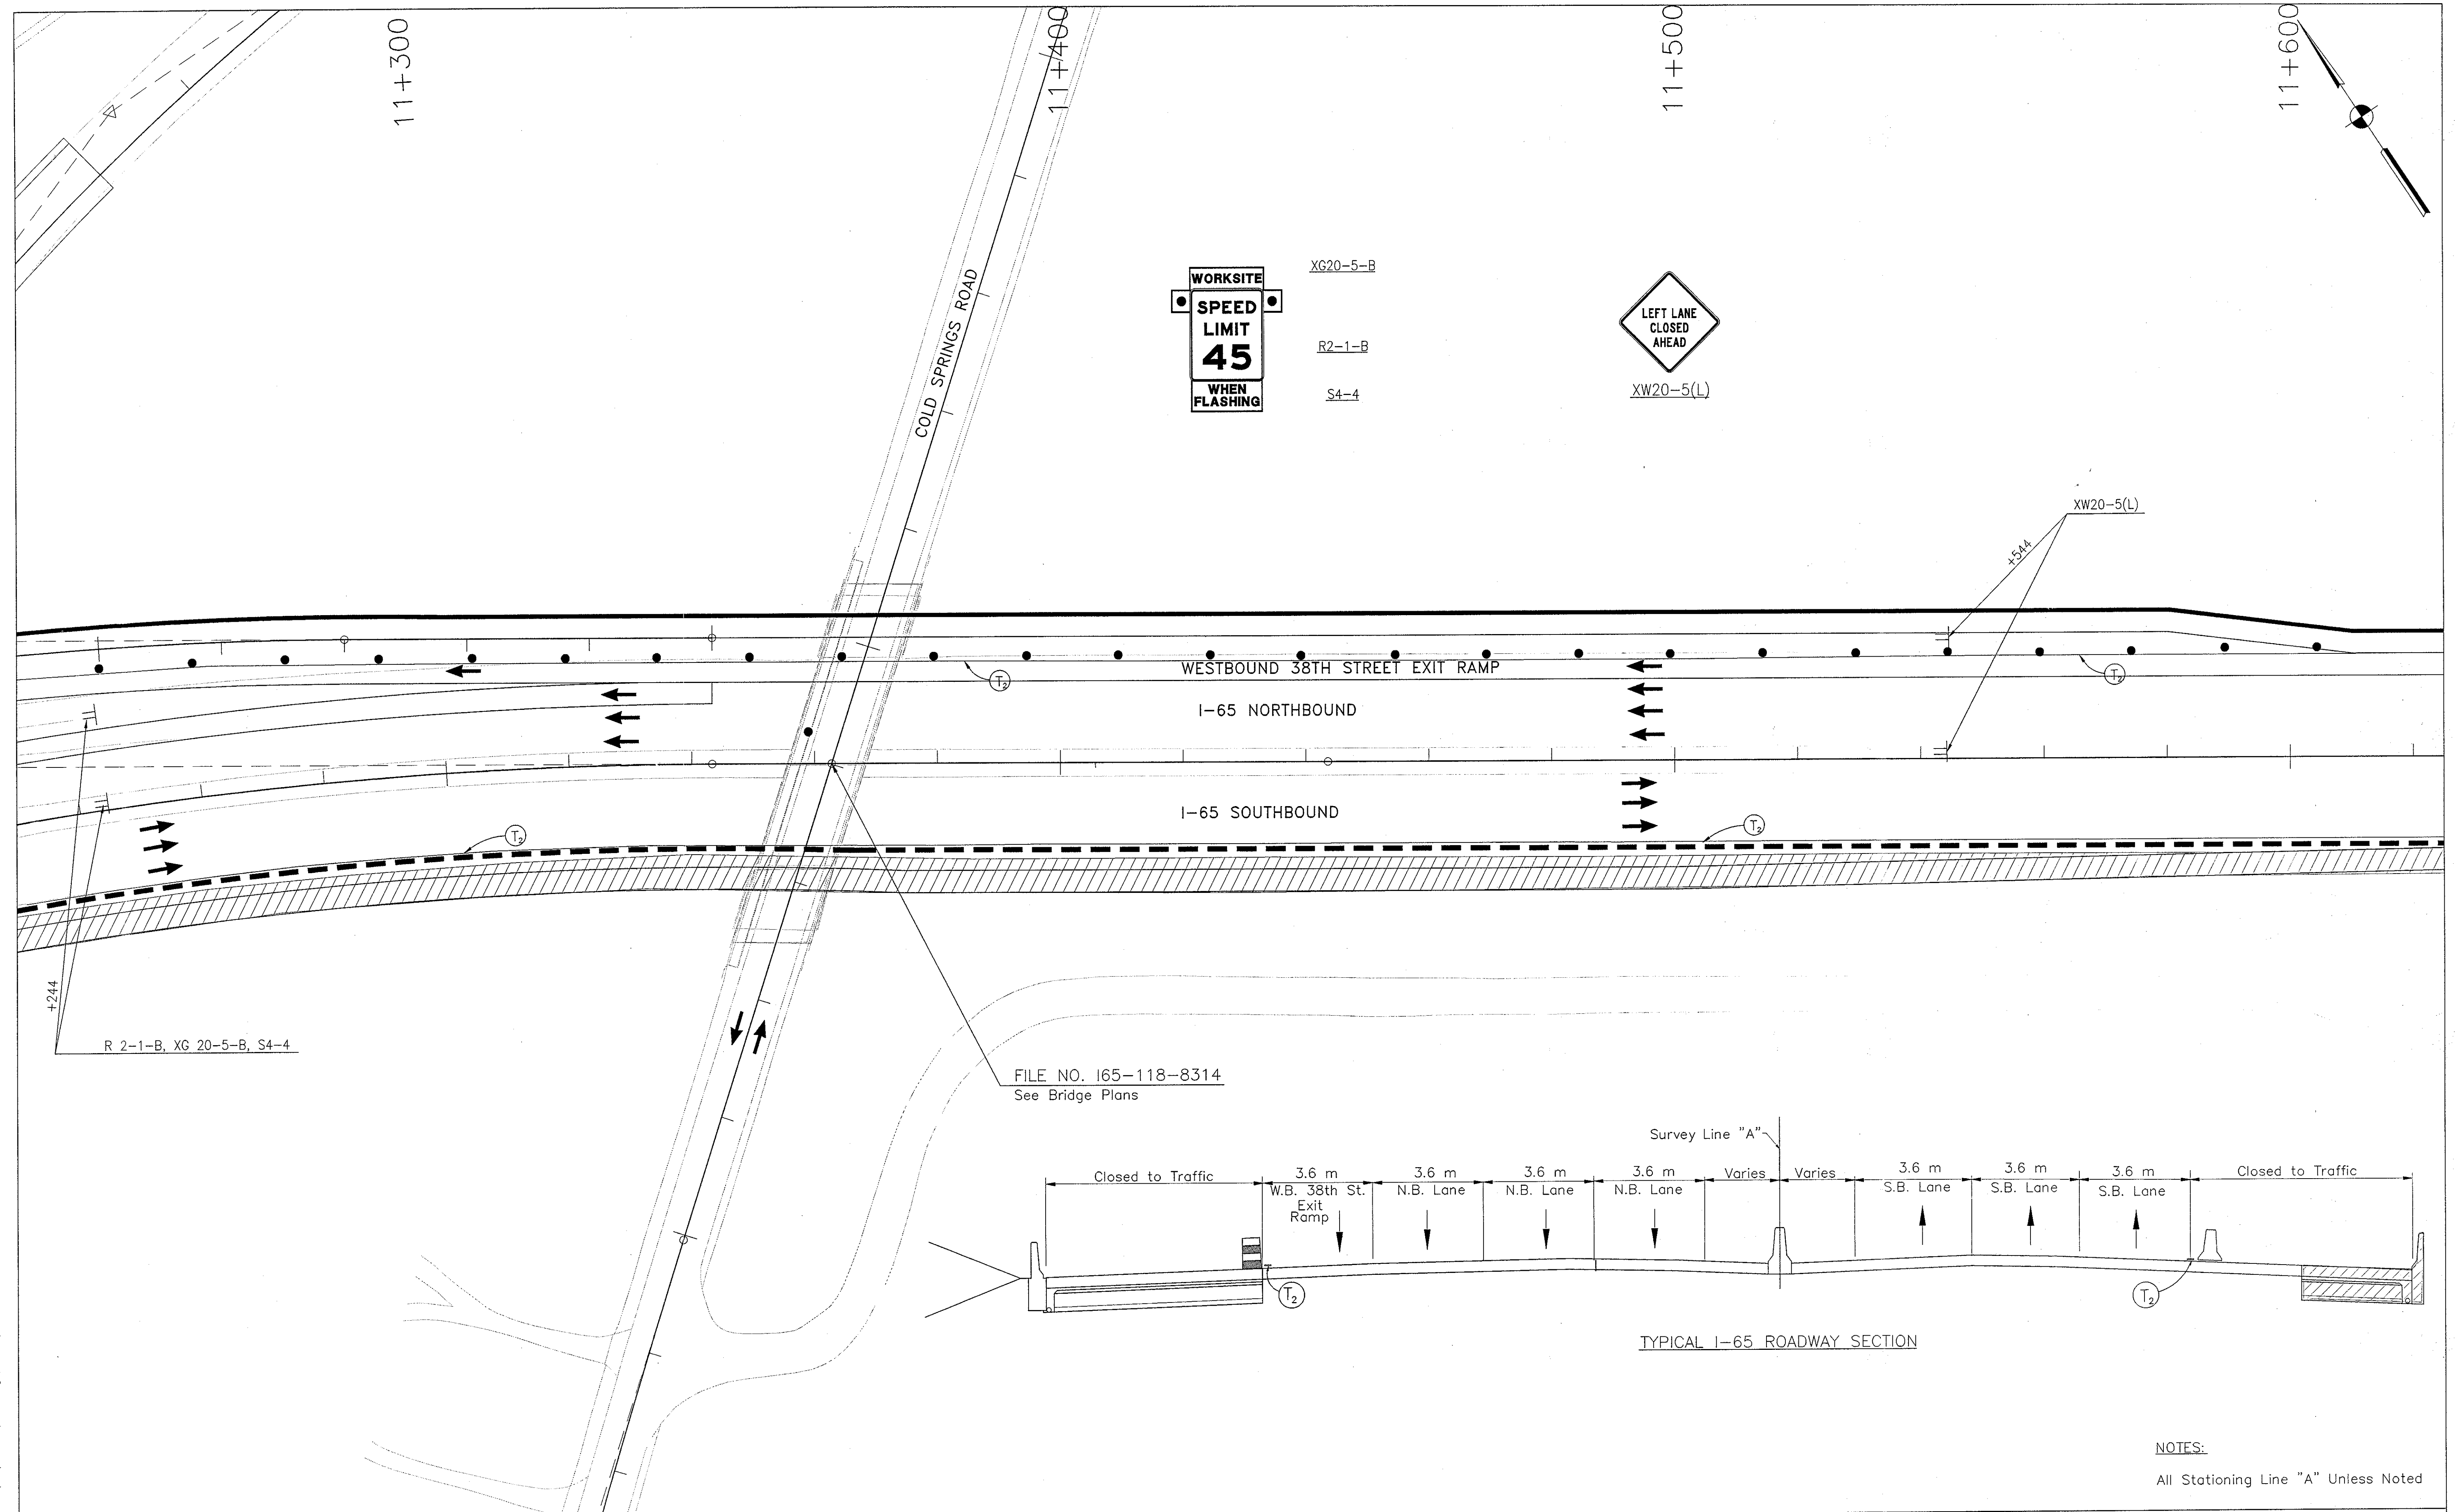 11+300
11+400
11+500
11+600
COLD SPRINGS ROAD
WORKSITE
SPEED
LIMIT
45
WHEN
FLASHING
XG20-5-B
R2-1-B
S4-4
LEFT LANE
CLOSED
AHEAD
XW20-5(L)
XW20-5(L)
+544
WESTBOUND 38TH STREET EXIT RAMP
T2
T2
I-65 NORTHBOUND
I-65 SOUTHBOUND
T2
T2
+244
R 2-1-B, XG 20-5-B, S4-4
FILE NO. I65-118-8314
See Bridge Plans
Survey Line "A"
Closed to Traffic
3.6 m
W.B. 38th St.
Exit
Ramp
3.6 m
N.B. Lane
3.6 m
N.B. Lane
3.6 m
N.B. Lane
Varies
Varies
3.6 m
S.B. Lane
3.6 m
S.B. Lane
3.6 m
S.B. Lane
Closed to Traffic
T2
T2
TYPICAL I-65 ROADWAY SECTION
NOTES:
All Stationing Line "A" Unless Noted